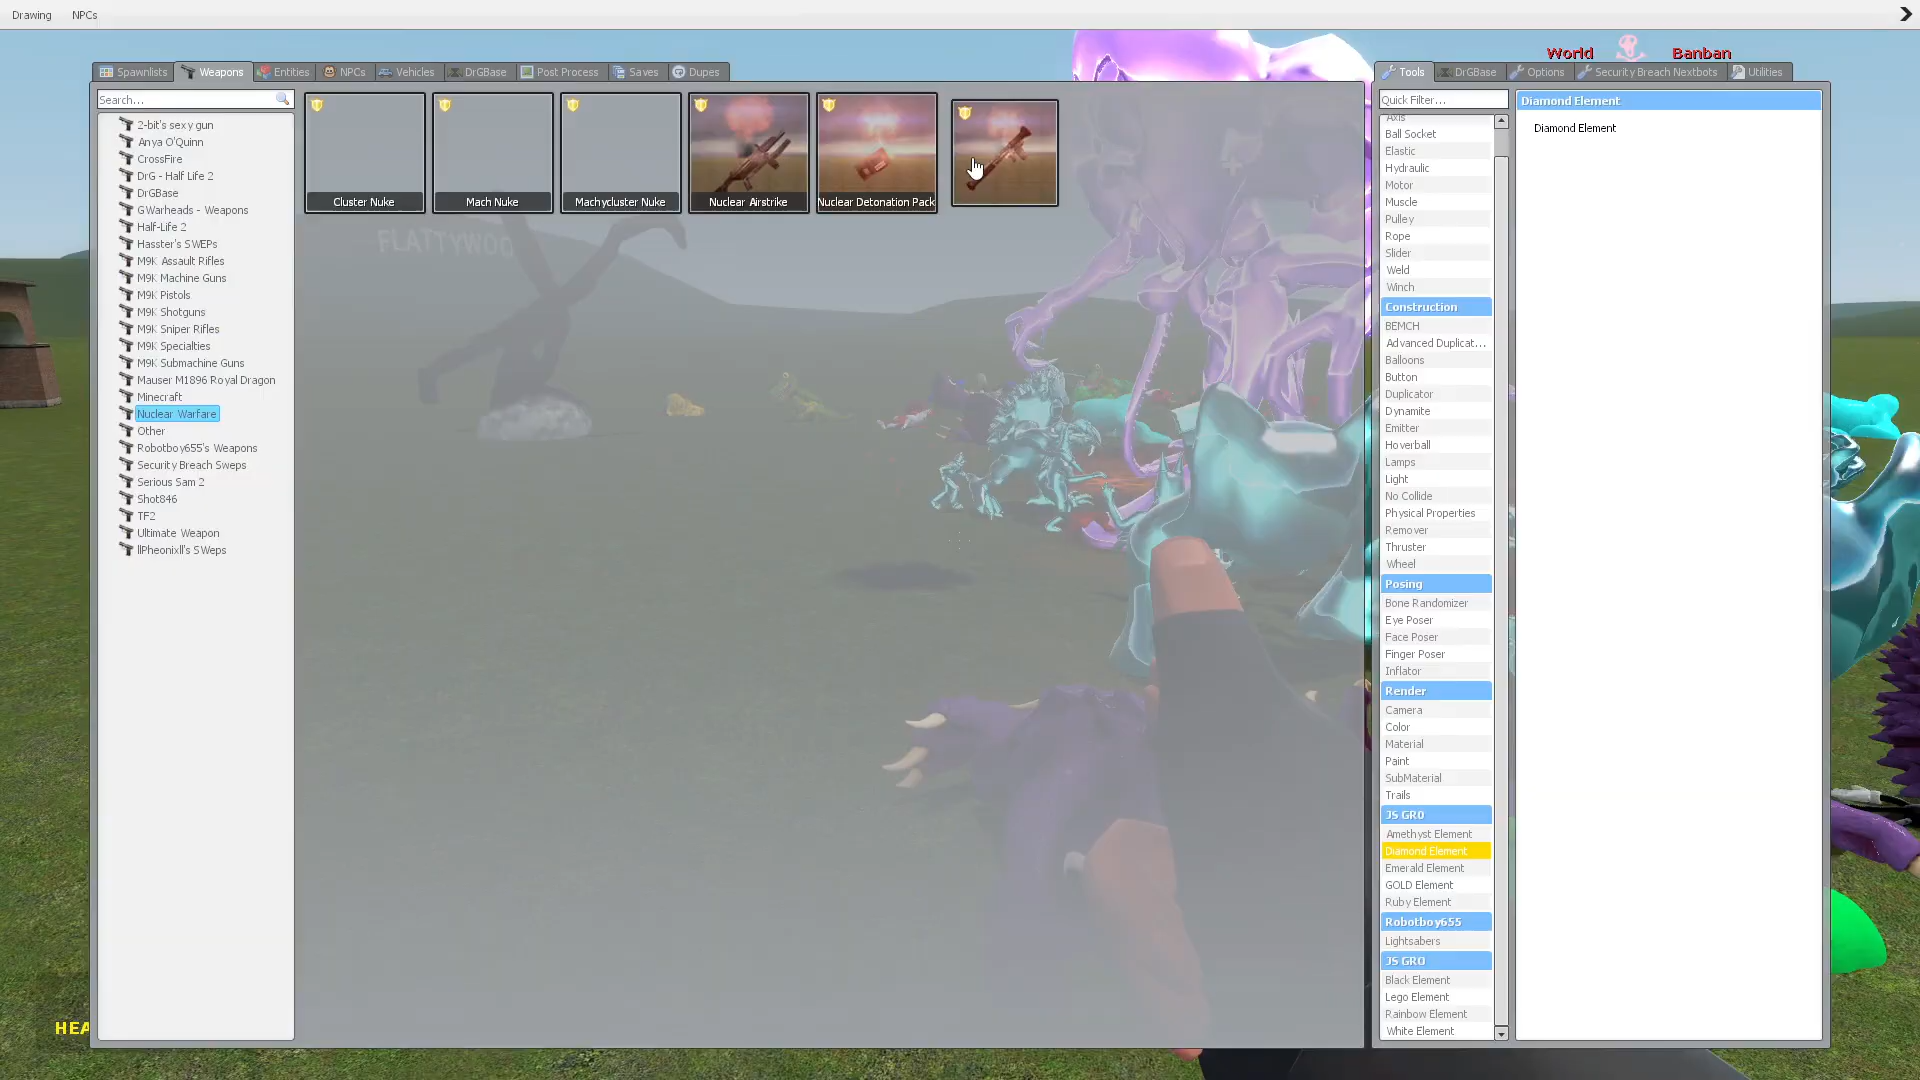 Drawing NPCs
World Banban
Spawnlists Weapons Entities NPCs Vehicles DrGBase Post Process Saves Dupes
Search...
2-bit's sexy gun
Anya O'Quinn
CrossFire
DrG - Half Life 2
DrGBase
GWarheads - Weapons
Half-Life 2
Hasster's SWEPs
M9K Assault Rifles
M9K Machine Guns
M9K Pistols
M9K Shotguns
M9K Sniper Rifles
M9K Specialties
M9K Submachine Guns
Mauser M1896 Royal Dragon
Minecraft
Nuclear Warfare
Other
Robotboy655's Weapons
Security Breach Sweps
Serious Sam 2
Shot846
TF2
Ultimate Weapon
llPheonixll's SWeps
Cluster Nuke
Mach Nuke
Machycluster Nuke
Nuclear Airstrike
Nuclear Detonation Pack
FLATTYWOO
HEA
Tools DrGBase Options Security Breach Nextbots Utilities
Quick Filter...
Axis
Ball Socket
Elastic
Hydraulic
Motor
Muscle
Pulley
Rope
Slider
Weld
Winch
Construction
BEMCH
Advanced Duplicat...
Balloons
Button
Duplicator
Dynamite
Emitter
Hoverball
Lamps
Light
No Collide
Physical Properties
Remover
Thruster
Wheel
Posing
Bone Randomizer
Eye Poser
Face Poser
Finger Poser
Inflator
Render
Camera
Color
Material
Paint
SubMaterial
Trails
JS GRO
Amethyst Element
Diamond Element
Emerald Element
GOLD Element
Ruby Element
Robotboy655
Lightsabers
JS GRO
Black Element
Lego Element
Rainbow Element
White Element
Diamond Element
Diamond Element